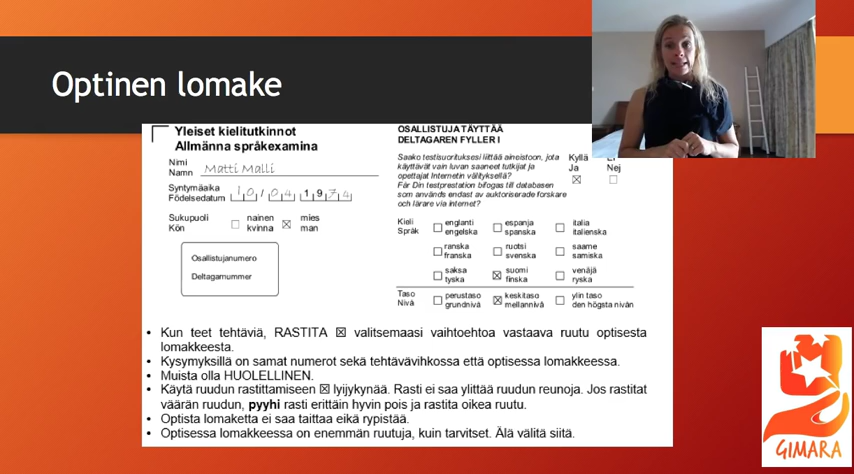 Optinen lomake
Yleiset kielitutkinnot
Allmänna språkexamina
Nimi
Namn Matti Malli
Syntymäaika
Födelsedatum 10/04 1974
Sukupuoli
Kön
nainen
kvinna
mies
man
Osallistujanumero
Deltagarnummer
OSALLISTUJA TÄYTTÄÄ
DELTAGAREN FYLLER I
Saako testisuorituksesi liittää aineistoon, jota
käyttävät vain luvan saaneet tutkijat ja
opettajat Internetin välityksellä?
Får Din testprestation bifogas till databasen
som används endast av auktoriserade forskare
och lärare via internet?
Kyllä
Ja
Nej
Kieli
Språk
englanti
engelska
espanja
spanska
italia
italienska
ranska
franska
ruotsi
svenska
saame
samiska
saksa
tyska
suomi
finska
venäjä
ryska
Taso
Nivå
perustaso
grundnivå
keskitaso
mellannivå
ylin taso
den högsta nivån
• Kun teet tehtäviä, RASTITA ☒ valitsemaasi vaihtoehtoa vastaava ruutu optisesta
lomakkeesta.
• Kysymyksillä on samat numerot sekä tehtävävihkossa että optisessa lomakkeessa.
• Muista olla HUOLELLINEN.
• Käytä ruudun rastittamiseen ☒ lyijykynää. Rasti ei saa ylittää ruudun reunoja. Jos rastitat
väärän ruudun, pyyhi rasti erittäin hyvin pois ja rastita oikea ruutu.
• Optista lomaketta ei saa taittaa eikä rypistää.
• Optisessa lomakkeessa on enemmän ruutuja, kuin tarvitset. Älä välitä siitä.
GIMARA